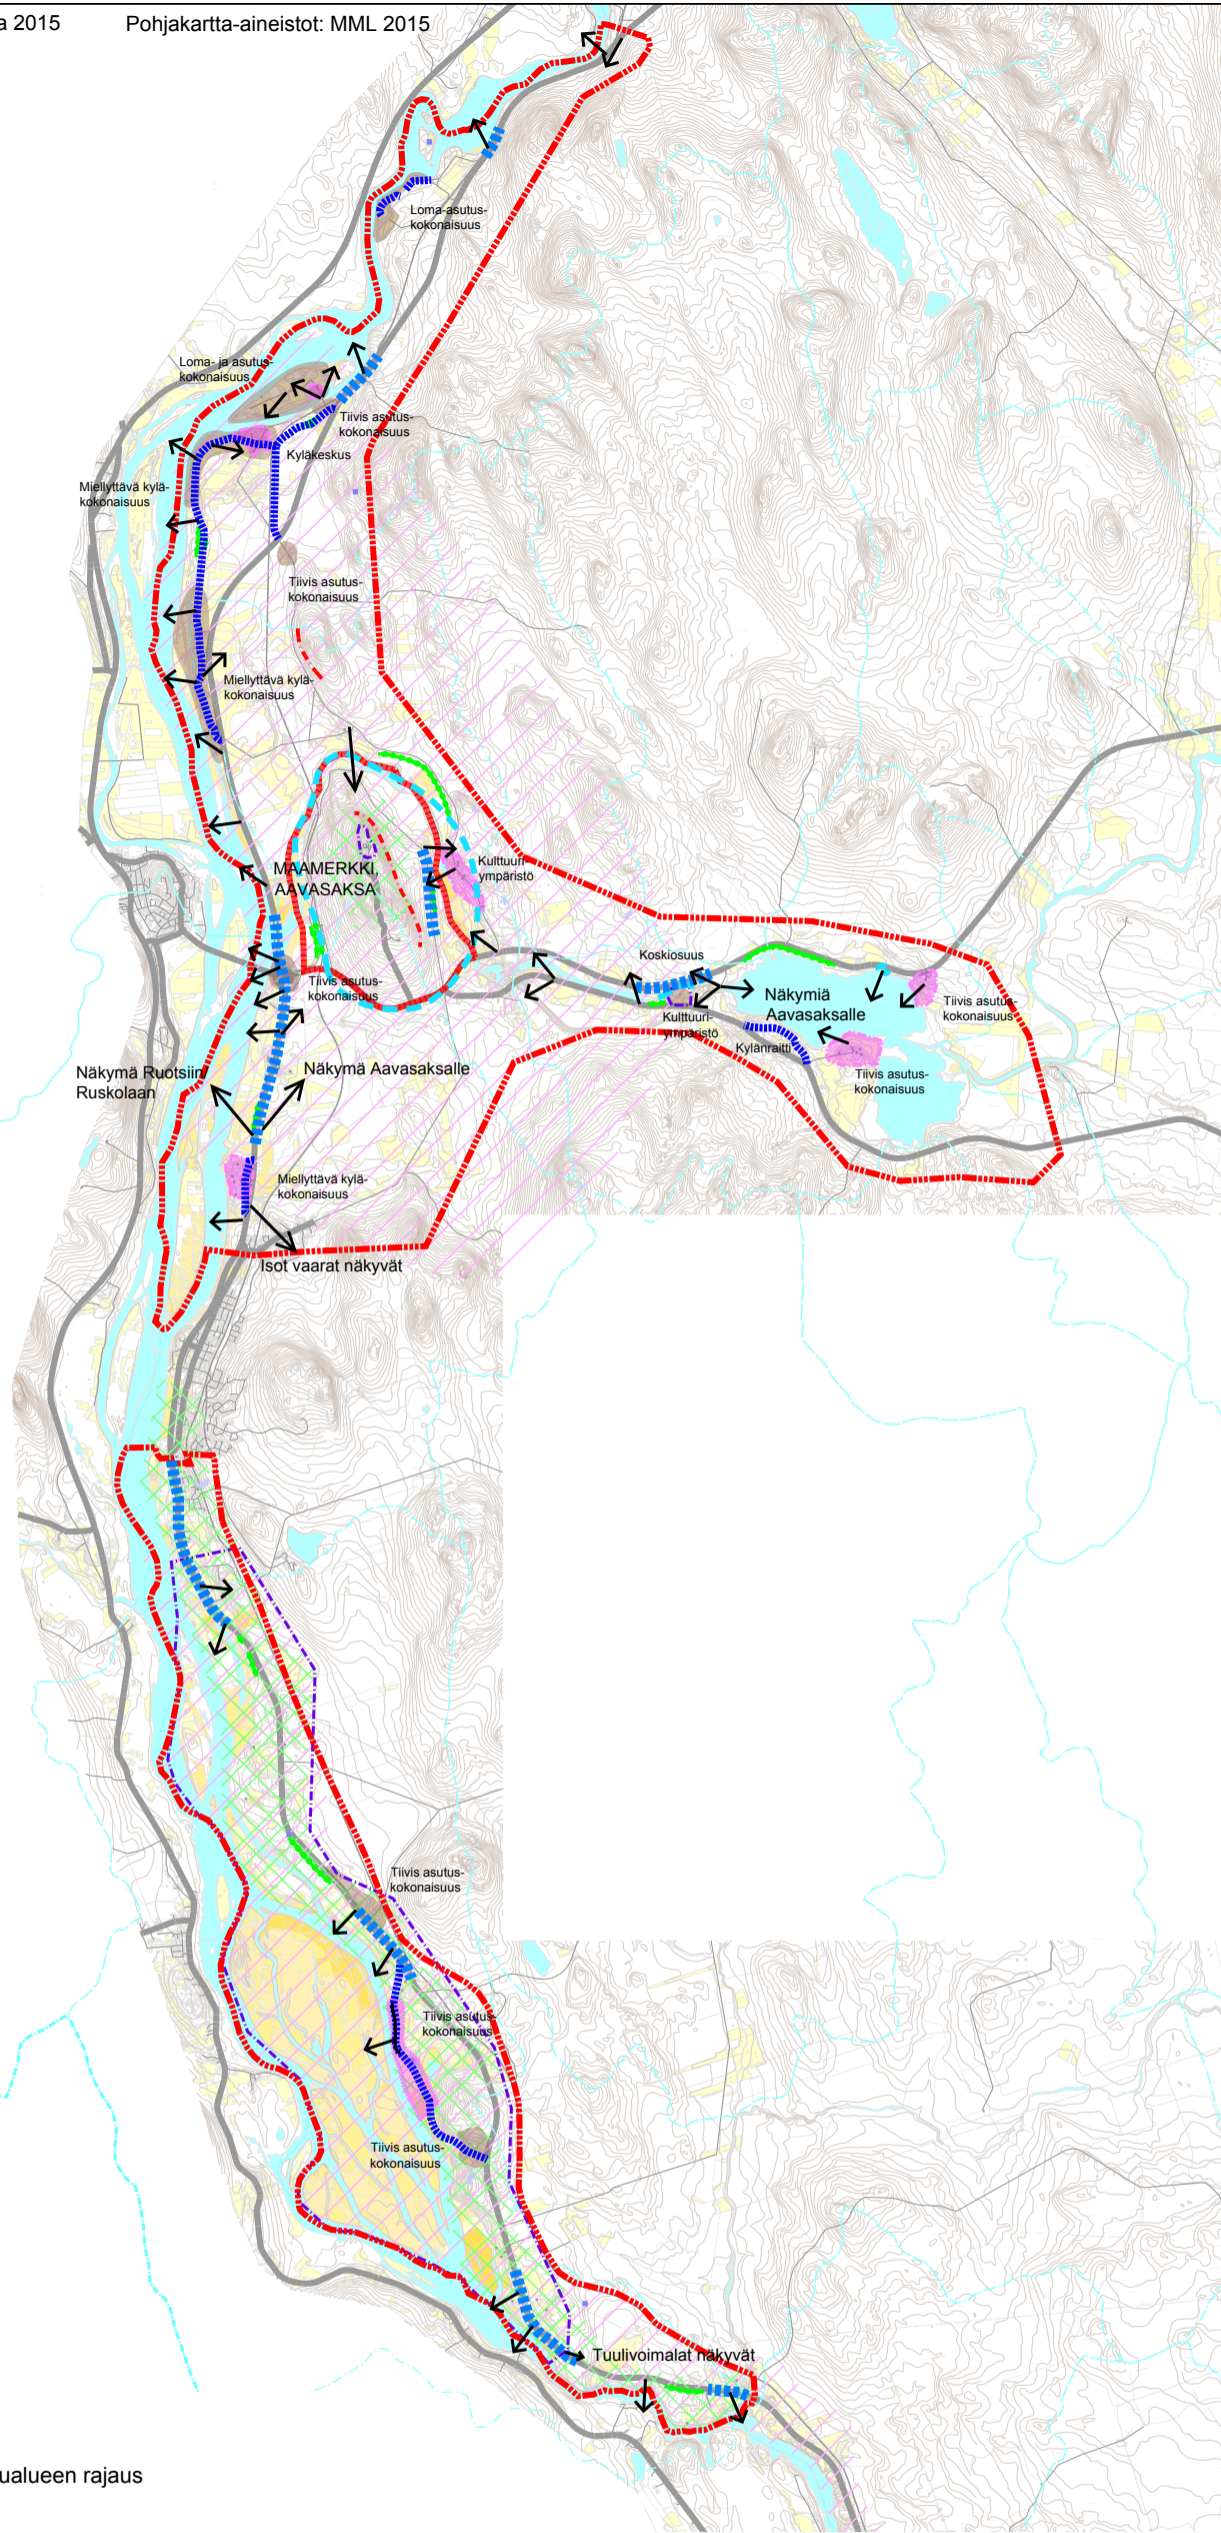 a 2015
Pohjakartta-aineistot: MML 2015
Loma-asutus-
kokonaisuus
Loma- ja asutus-
kokonaisuus
Tiivis asutus-
kokonaisuus
Kyläkeskus
Miellyttävä kylä-
kokonaisuus
Tiivis asutus-
kokonaisuus
Miellyttävä kylä-
kokonaisuus
MAAMERKKI,
AAVASAKSA
Kulttuuri-
ympäristö
Koskiosuus
Tiivis asutus-
kokonaisuus
Näkymiä
Aavasaksalle
Tiivis asutus-
kokonaisuus
Kulttuuri-
ympäristö
Kylänraitti
Tiivis asutus-
kokonaisuus
Näkymä Ruotsiin/
Ruskolaan
Näkymä Aavasaksalle
Miellyttävä kylä-
kokonaisuus
Isot vaarat näkyvät
Tiivis asutus-
kokonaisuus
Tiivis asutus-
kokonaisuus
Tiivis asutus-
kokonaisuus
Tuulivoimalat näkyvät
ualueen rajaus